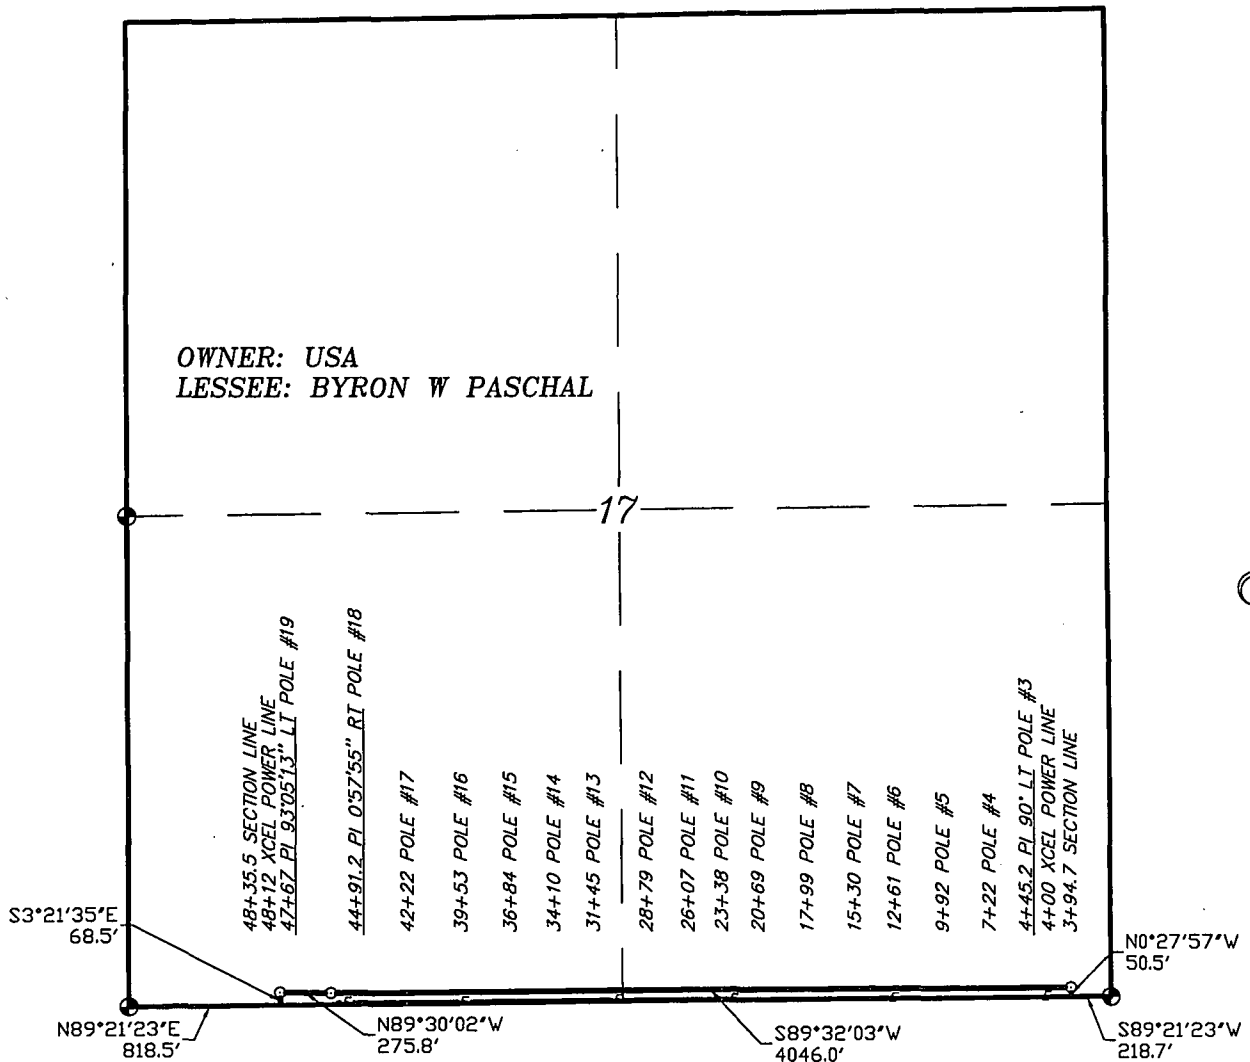 OWNER: USA
LESSEE: BYRON W PASCHAL
17
48+35.5 SECTION LINE
48+12 XCEL POWER LINE
47+67 PI 93°05'13" LT POLE #19
44+91.2 PI 0°57'55" RT POLE #18
42+22 POLE #17
39+53 POLE #16
36+84 POLE #15
34+10 POLE #14
31+45 POLE #13
28+79 POLE #12
26+07 POLE #11
23+38 POLE #10
20+69 POLE #9
17+99 POLE #8
15+30 POLE #7
12+61 POLE #6
9+92 POLE #5
7+22 POLE #4
4+45.2 PI 90° LT POLE #3
4+00 XCEL POWER LINE
3+94.7 SECTION LINE
S3°21'35"E
68.5'
N0°27'57"W
50.5'
N89°21'23"E
818.5'
N89°30'02"W
275.8'
S89°32'03"W
4046.0'
S89°21'23"W
218.7'